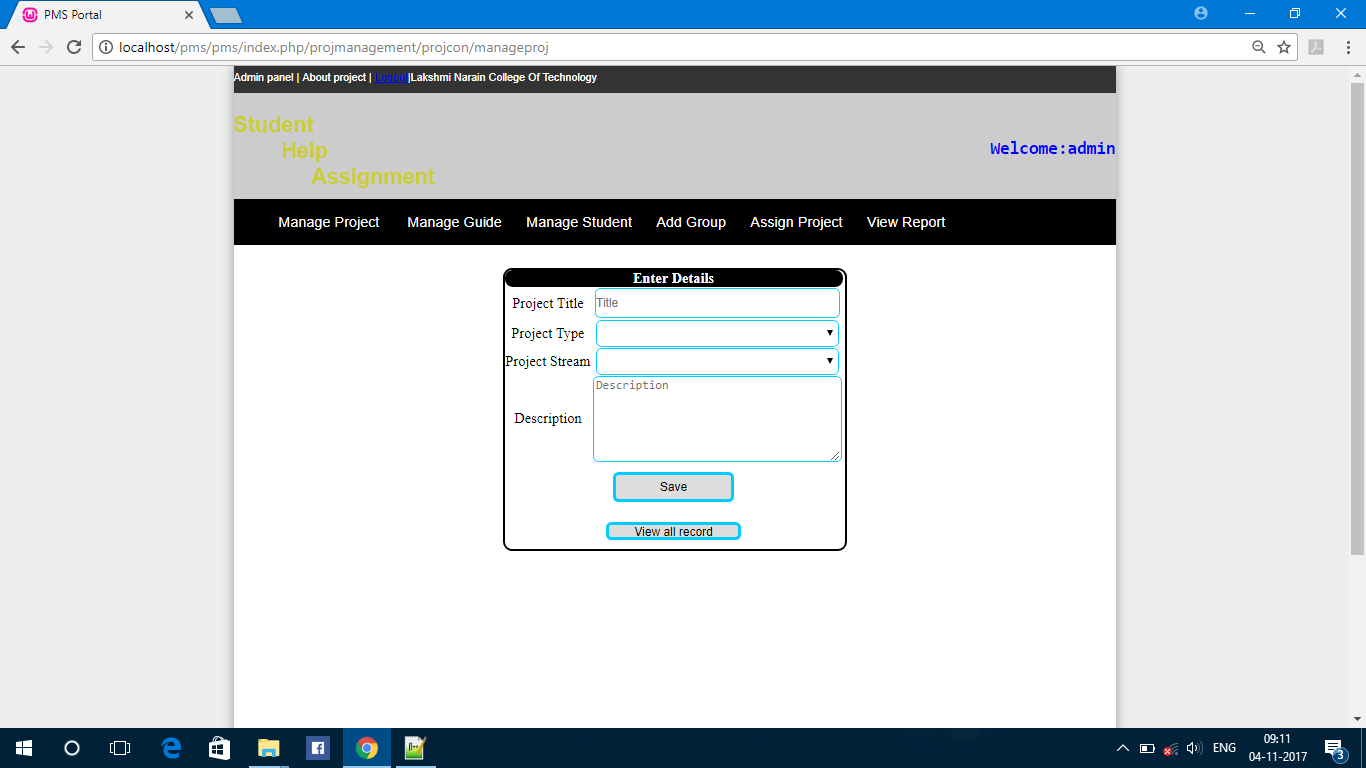 PMS Portal
localhost/pms/pms/index.php/projmanagement/projcon/manageproj
Admin panel | About project | Logout|Lakshmi Narain College Of Technology
Student
Help
Assignment
Welcome:admin
Manage Project Manage Guide Manage Student Add Group Assign Project View Report
Enter Details
Project Title Title
Project Type
Project Stream
Description
Description
Save
View all record
ENG
09:11
04-11-2017
3